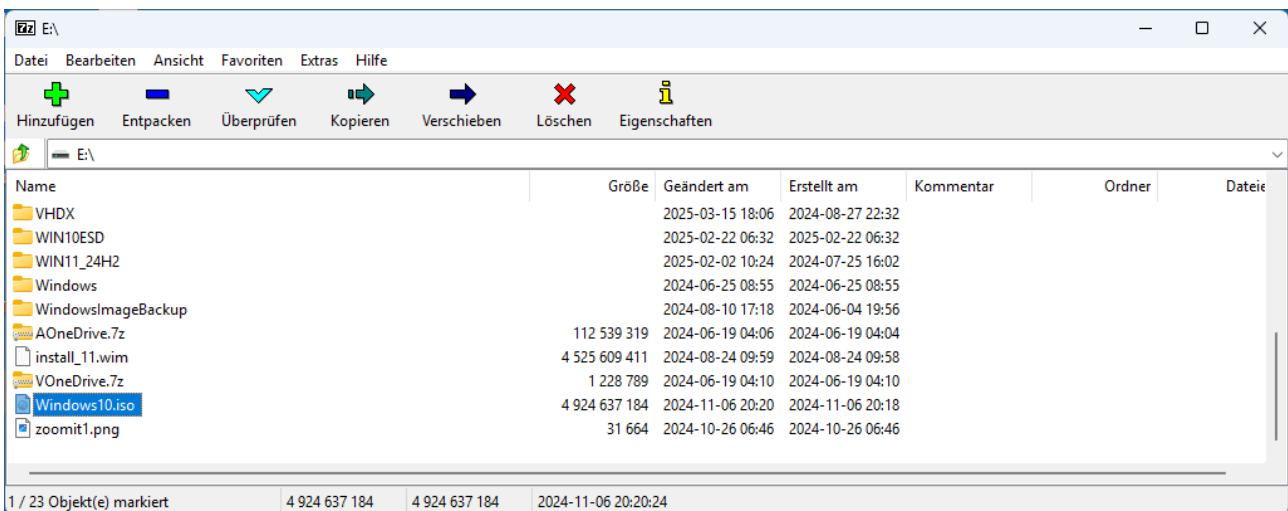 7z E:\
Datei Bearbeiten Ansicht Favoriten Extras Hilfe
Hinzufügen Entpacken Überprüfen Kopieren Verschieben Löschen Eigenschaften
E:\
Name Größe Geändert am Erstellt am Kommentar Ordner Dateie
VHDX 2025-03-15 18:06 2024-08-27 22:32
WIN10ESD 2025-02-22 06:32 2025-02-22 06:32
WIN11_24H2 2025-02-02 10:24 2024-07-25 16:02
Windows 2024-06-25 08:55 2024-06-25 08:55
WindowsImageBackup 2024-08-10 17:18 2024-06-04 19:56
AOneDrive.7z 112 539 319 2024-06-19 04:06 2024-06-19 04:04
install_11.wim 4 525 609 411 2024-08-24 09:59 2024-08-24 09:58
VOneDrive.7z 1 228 789 2024-06-19 04:10 2024-06-19 04:10
Windows10.iso 4 924 637 184 2024-11-06 20:20 2024-11-06 20:18
zoomit1.png 31 664 2024-10-26 06:46 2024-10-26 06:46
1 / 23 Objekt(e) markiert 4 924 637 184 4 924 637 184 2024-11-06 20:20:24